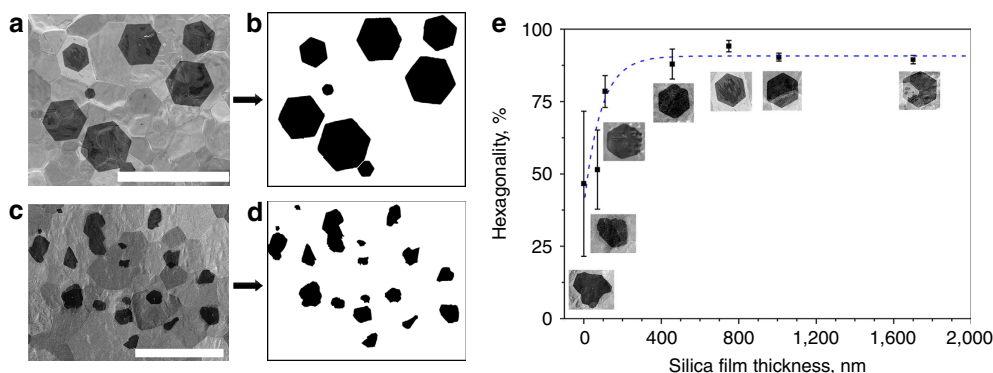 a
b
c
d
e
100
75
50
25
0
Hexagonality, %
0 400 800 1,200 1,600 2,000
Silica film thickness, nm